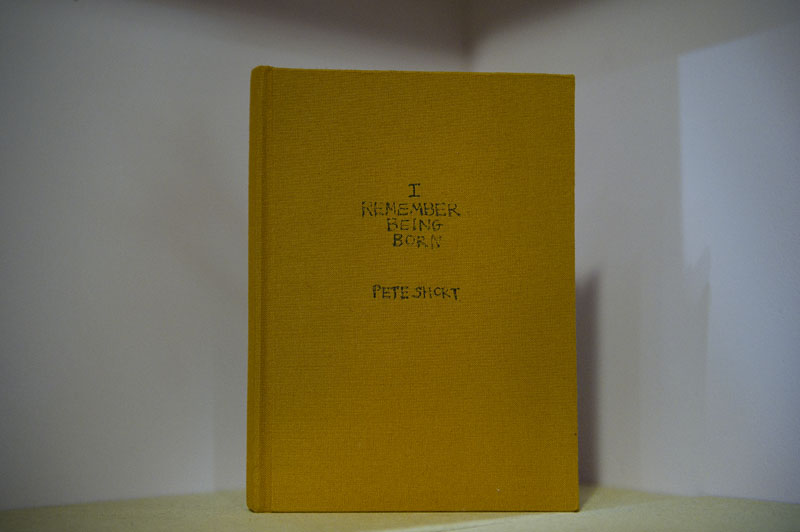 I
REMEMBER
BEING
BORN
PETE SHORT